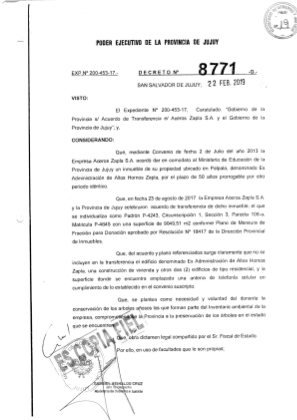 PODER EJECUTIVO DE LA PROVINCIA DE JUJUY
EXP Nº 200-453-17.-
DECRETO Nº 8771 -G-
SAN SALVADOR DE JUJUY, 22 FEB. 2019
VISTO:
El Expediente Nº 200-453-17, Caratulado "Gobierno de la
Provincia s/ Acuerdo de Transferencia e/ Aceros Zapla S.A. y el Gobierno de la
Provincia de Jujuy"; y,
CONSIDERANDO:
Que, mediante Convenio de fecha 2 de Julio del año 2013 la
Empresa Aceros Zapla S.A. acordó dar en comodato al Ministerio de Educación de la
Provincia de Jujuy un inmueble de su propiedad ubicado en Palpalá, denominado Ex
Administración de Altos Hornos Zapla, por el plazo de 50 años prorrogables por otro
período idéntico.
Que, en fecha 23 de agosto de 2017 la Empresa Aceros Zapla S.A.
y la Provincia de Jujuy celebraron acuerdo de transferencia de dicho inmueble, el que
se individualiza como Padrón P-4243, Circunscripción 1, Sección 3, Parcela
Matrícula con una superficie de m2 conforme Plano de Mensura de
Fracción para Donación aprobado por Resolución Nº de la Dirección Provincial
de Inmuebles.
Que, del acuerdo y plano referenciados surge claramente que no se
incluyen en la transferencia el edificio denominado Ex Administración de Altos Hornos
Zapla, una construcción de vivienda y otros dos (2) edificios de tipo residencial, y la
superficie donde se encuentra emplazada una antena de telefonía celular en
cumplimiento de lo establecido en el convenio suscripto.
Que, se plantea como necesidad y voluntad del donante la
conservación de los árboles que forman parte del inventario ambiental de la
empresa, la Provincia a la preservación de los árboles en el estado
que se encuentren.
Que, obra dictamen legal compartido por el Sr. Fiscal de Estado.
Por ello, en uso de facultades que le son propias;
ES COPIA FIEL